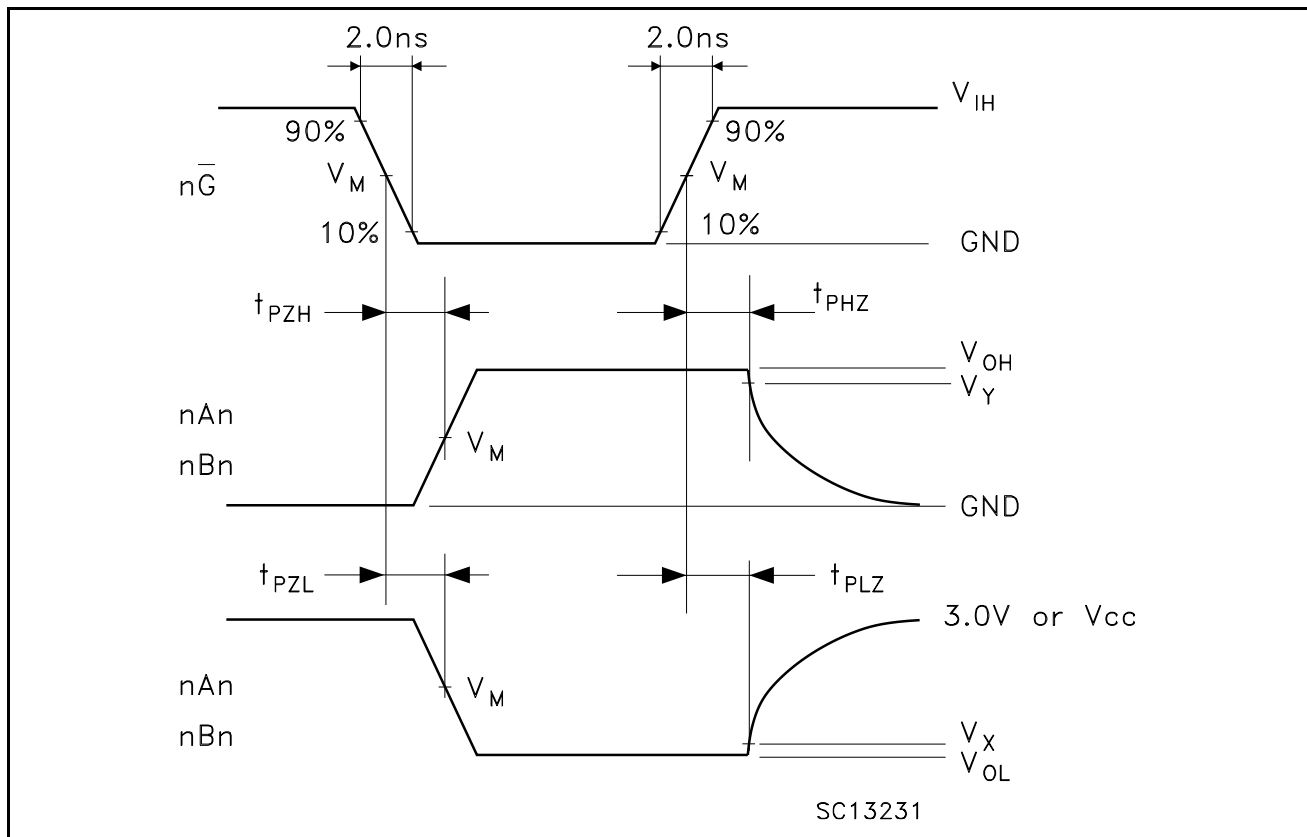 2.0ns 2.0ns
V_IH
90% 90%
nG̅ V_M V_M
10% 10% GND
t_PZH t_PHZ
V_OH
V_Y
nAn
V_M
nBn
GND
t_PZL t_PLZ
3.0V or Vcc
nAn V_M
nBn
V_X
V_OL
SC13231